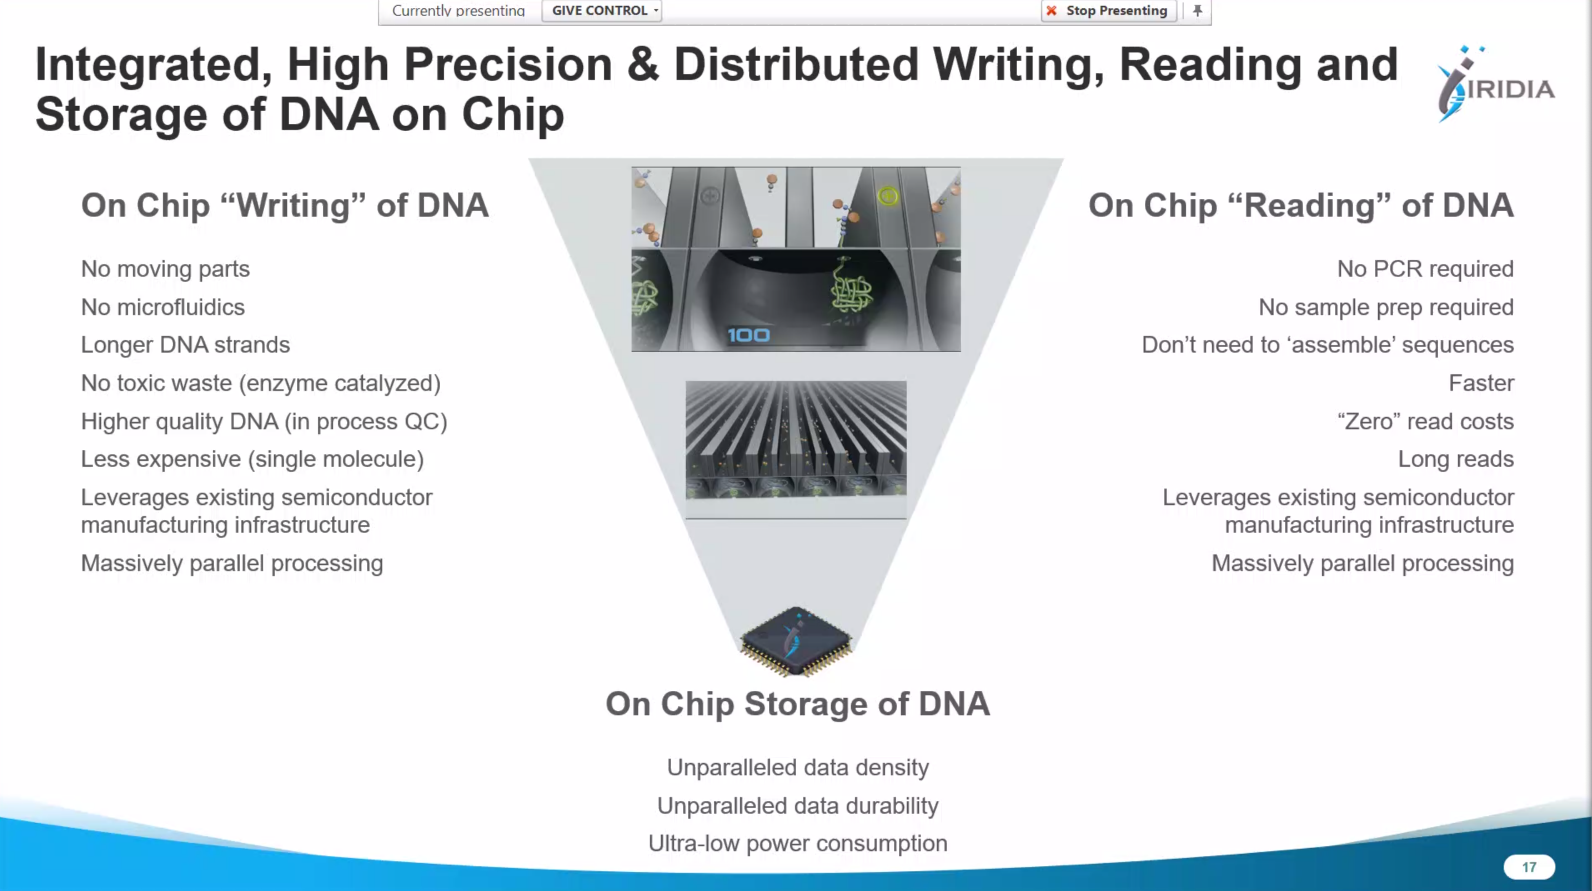 Currently presenting GIVE CONTROL Stop Presenting
Integrated, High Precision & Distributed Writing, Reading and
Storage of DNA on Chip
IRIDIA
On Chip “Writing” of DNA
No moving parts
No microfluidics
Longer DNA strands
No toxic waste (enzyme catalyzed)
Higher quality DNA (in process QC)
Less expensive (single molecule)
Leverages existing semiconductor
manufacturing infrastructure
Massively parallel processing
100
On Chip “Reading” of DNA
No PCR required
No sample prep required
Don’t need to ‘assemble’ sequences
Faster
“Zero” read costs
Long reads
Leverages existing semiconductor
manufacturing infrastructure
Massively parallel processing
On Chip Storage of DNA
Unparalleled data density
Unparalleled data durability
Ultra-low power consumption
17